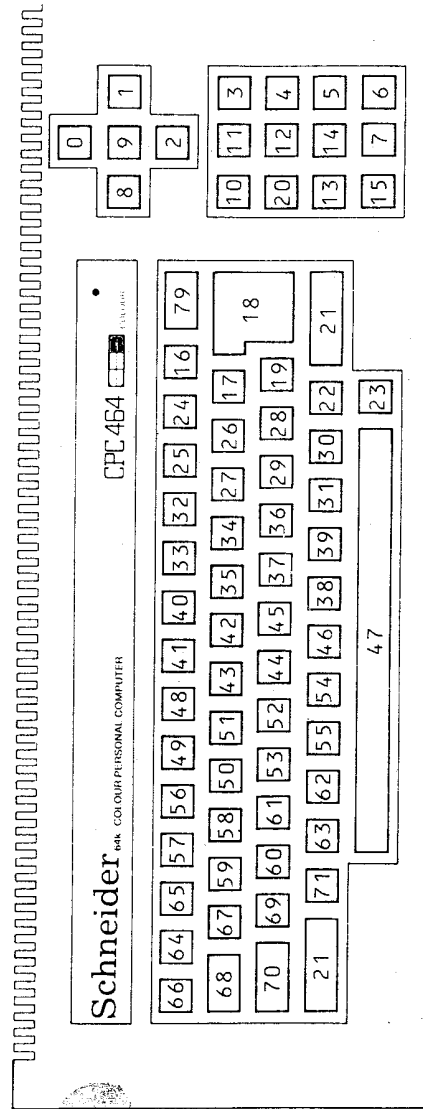 Schneider 64k COLOUR PERSONAL COMPUTER CPC464 COLOUR
66 64 65 57 56 49 48 41 40 33 32 25 24 16 79
68 67 59 58 50 51 43 42 35 34 27 26 17 18
70 69 60 61 53 52 44 45 37 36 29 28 19
21 71 63 62 55 54 46 38 39 31 30 22 21
47 23
0
8 9 1
2
10 11 3
20 12 4
13 14 5
15 7 6